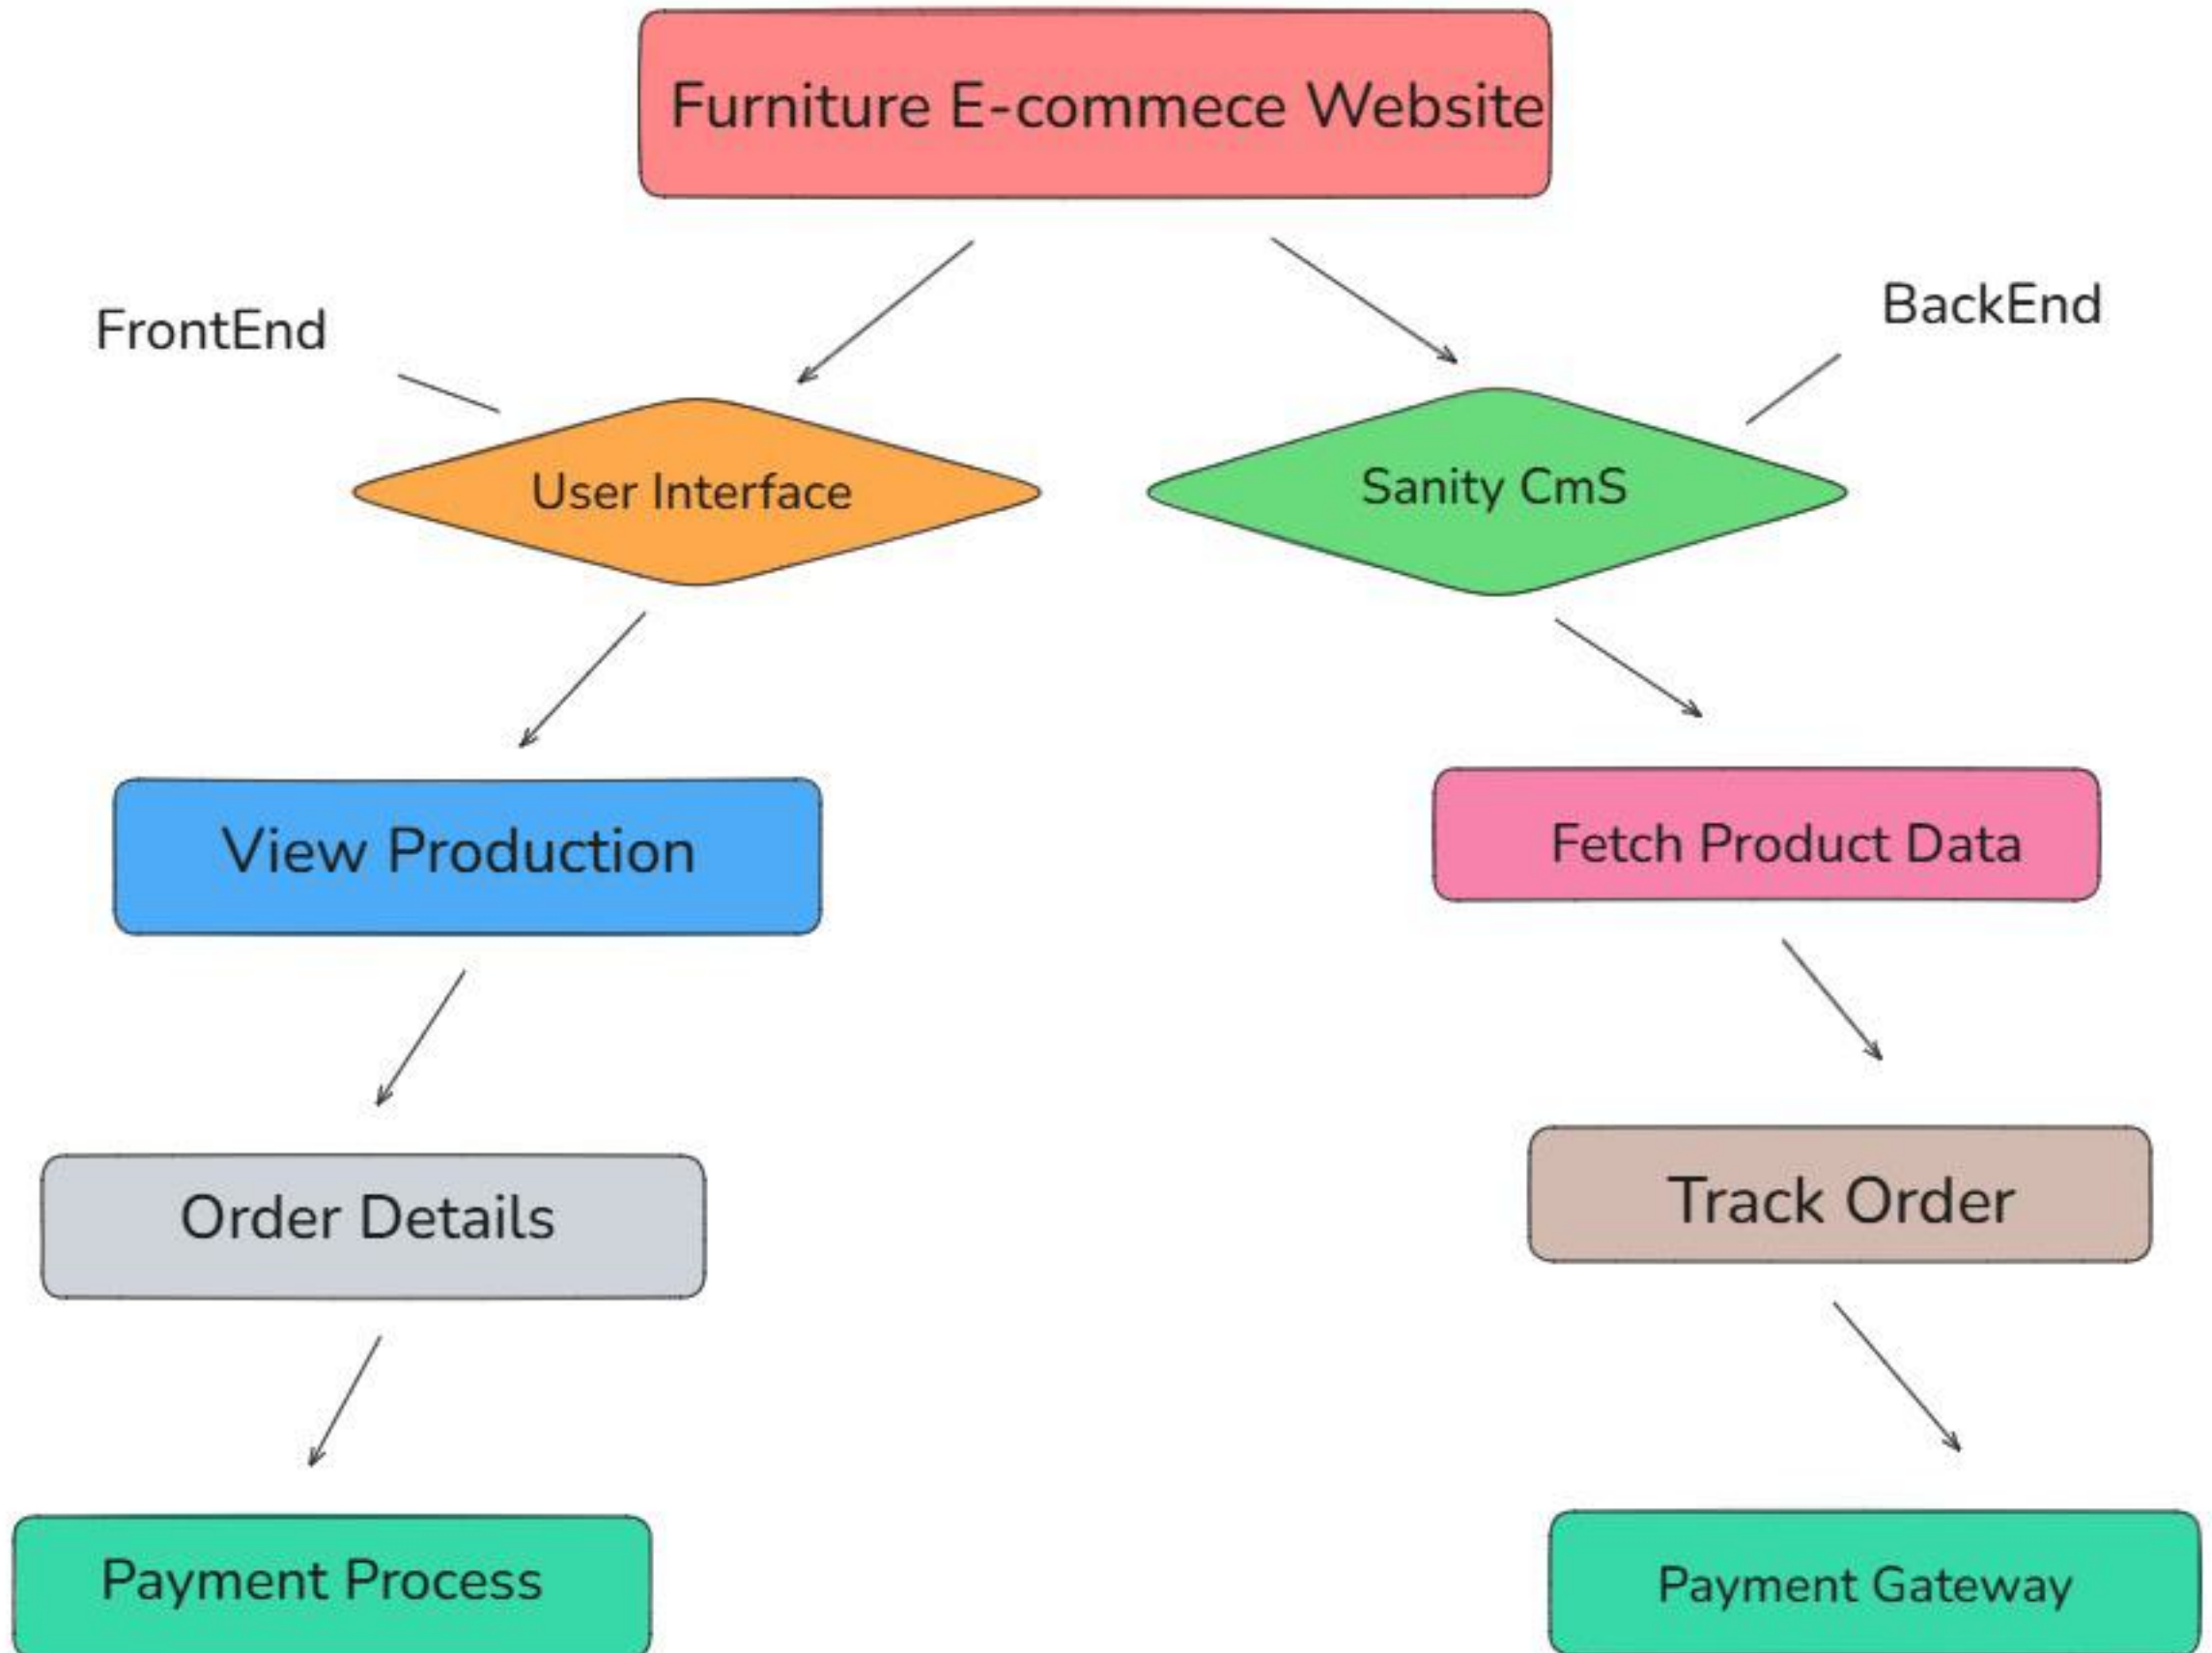 Furniture E-commece Website
FrontEnd
BackEnd
User Interface
Sanity CmS
View Production
Fetch Product Data
Order Details
Track Order
Payment Process
Payment Gateway